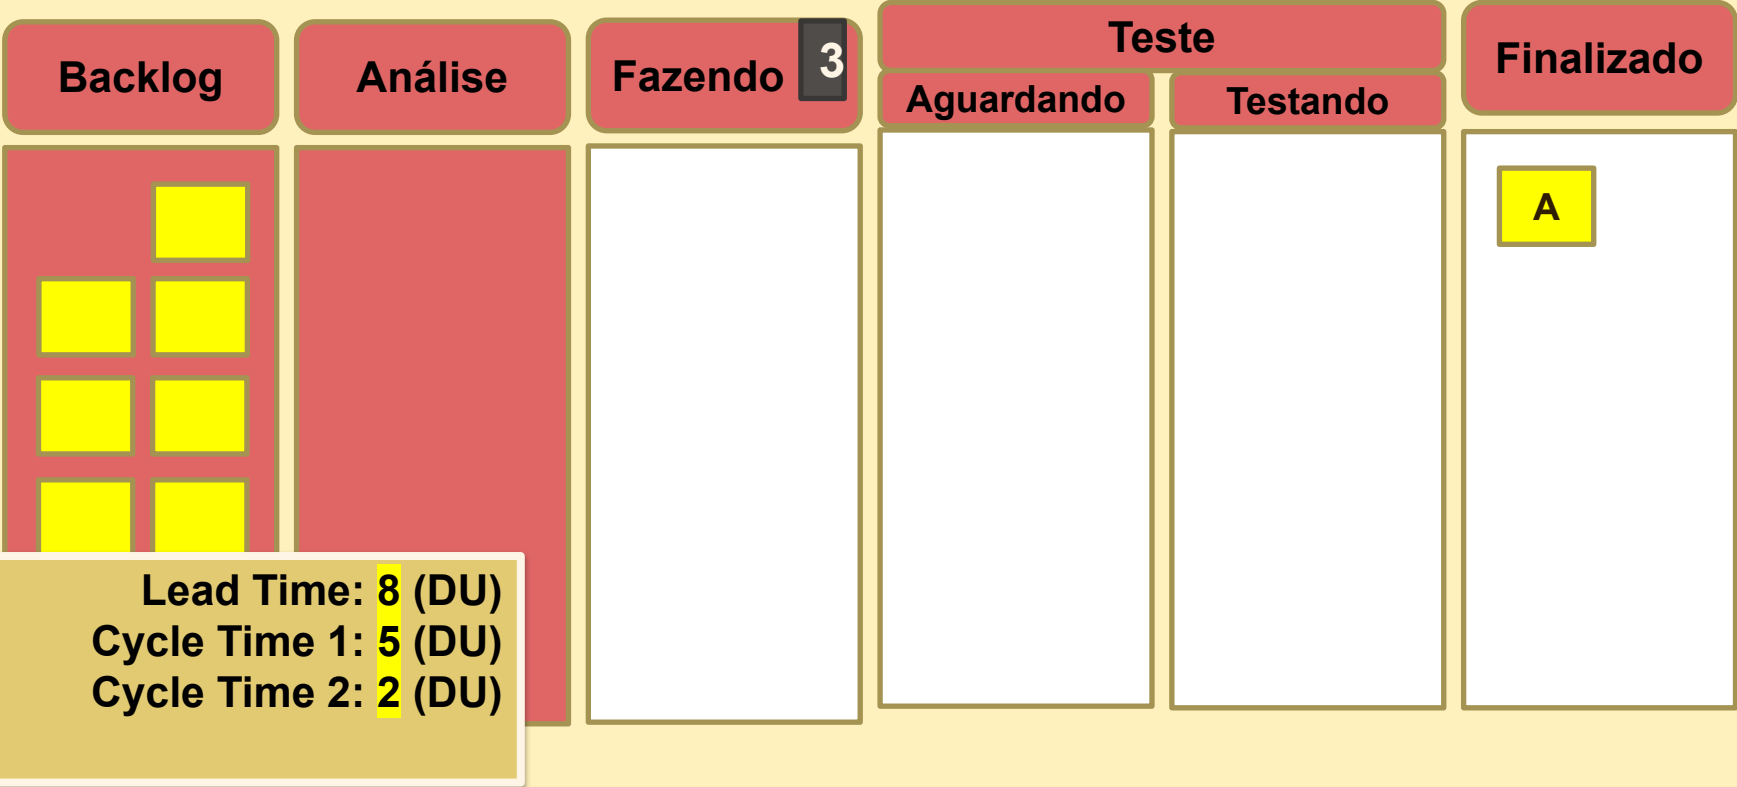 Backlog
Análise
Fazendo
3
Teste
Aguardando
Testando
Finalizado
A
Lead Time: 8 (DU)
Cycle Time 1: 5 (DU)
Cycle Time 2: 2 (DU)